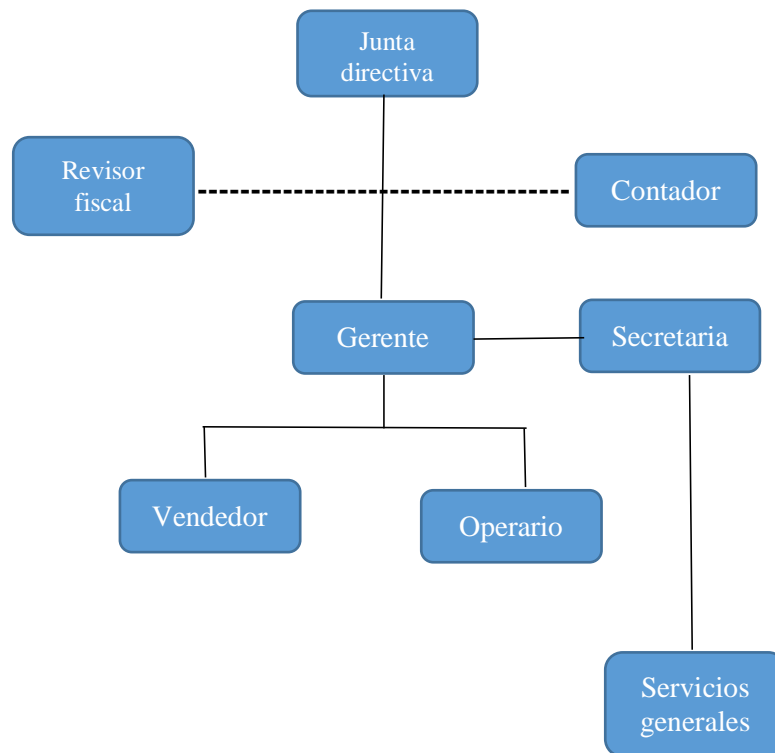 Junta
directiva
Revisor
fiscal
Contador
Gerente
Secretaria
Vendedor
Operario
Servicios
generales